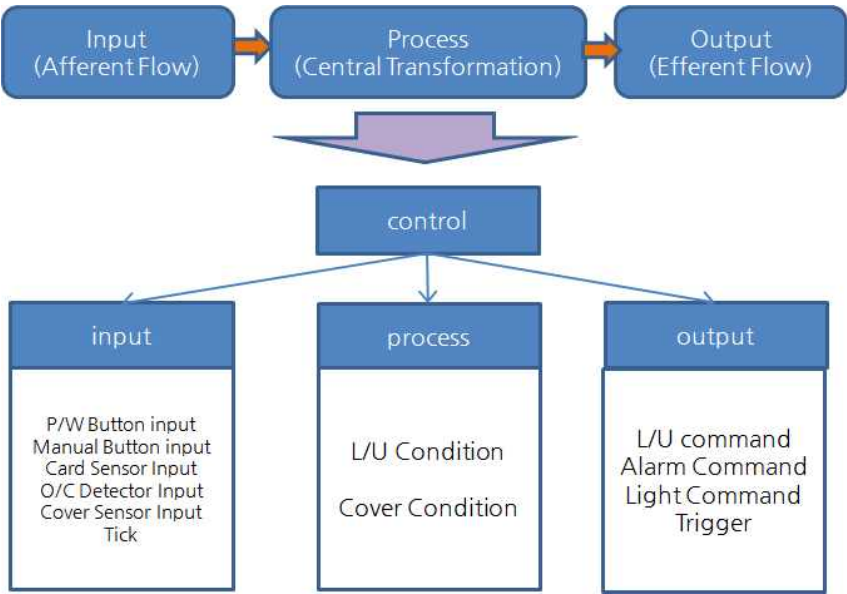 Input
(Afferent Flow)
Process
(Central Transformation)
Output
(Efferent Flow)
control
input
P/W Button input
Manual Button input
Card Sensor Input
O/C Detector Input
Cover Sensor Input
Tick
process
L/U Condition
Cover Condition
output
L/U command
Alarm Command
Light Command
Trigger